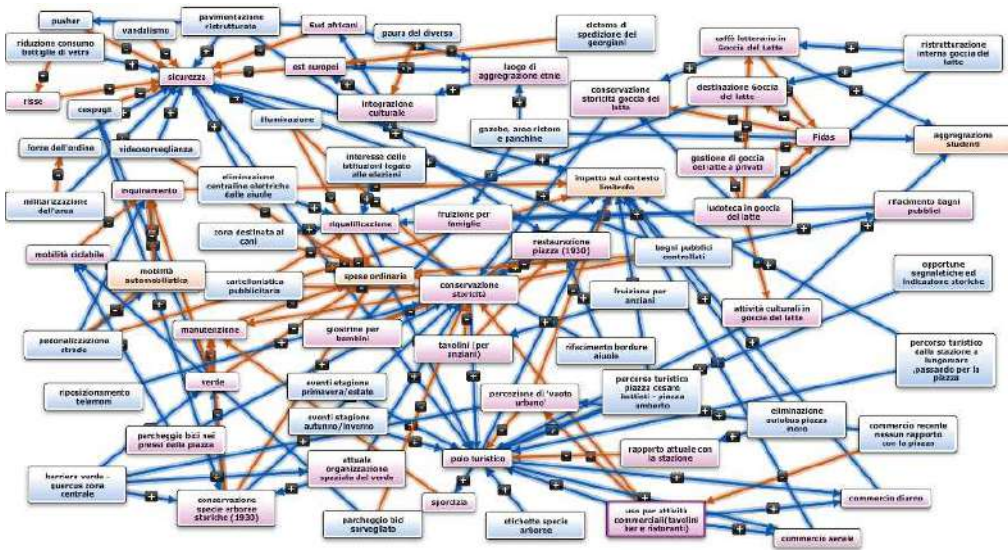 pusher
vandalismo
pavimentazione
ristrutturata
Sud africani
paura del diverso
sistema di
spedizione dei
georgiani
caffè letterario in
Goccia del Latte
ristrutturazione
interna goccia del
latte
riduzione consumo
bottiglie di vetro
sicurezza
est europei
luogo di
aggregazione etnie
conservazione
storicità goccia del
latte
destinazione Goccia
del latte
risse
cespugli
integrazione
culturale
illuminazione
gazebo, aree ristoro
e panchine
Fidas
aggregazione
studenti
forze dell'ordine
videosorveglianza
interesse delle
istituzioni legato
alle elezioni
gestione di goccia
del latte a privati
militarizzazione
dell'area
inquinamento
eliminazione
centraline elettriche
dalle aiuole
impatto sul contesto
limitrofo
ludoteca in goccia
del latte
rifacimento bagni
pubblici
mobilità ciclabile
zona destinata ai
cani
riqualificazione
fruizione per
famiglie
restaurazione
piazza (1930)
bagni pubblici
controllati
opportune
segnaletiche ed
indicazione storiche
mobilità
automobilistica
cartellonistica
pubblicitaria
spese ordinarie
conservazione
storicità
fruizione per
anziani
attività culturali in
goccia del latte
pedonalizzazione
strade
manutenzione
giostrine per
bambini
tavolini (per
anziani)
rifacimento bordure
aiuole
percorso turistico
dalla stazione a
lungomare
passando per la
piazza
riposizionamento
telefoni
verde
eventi stagione
primavera/estate
percezione di 'vuoto
urbano'
percorso turistico
piazza cesare
battisti - piazza
umberto
eliminazione
autobus piazza
moro
commercio recente
nessun rapporto
con la piazza
parcheggio bici nei
pressi della piazza
eventi stagione
autunno/inverno
polo turistico
rapporto attuale con
la stazione
barriera verde -
quercus zona
centrale
attuale
organizzazione
spaziale del verde
conservazione
specie arboree
storiche (1930)
sporcizia
parcheggio bici
sorvegliato
etichette specie
arboree
uso per attività
commerciali(tavolini
bar e ristoranti)
commercio diurno
commercio serale